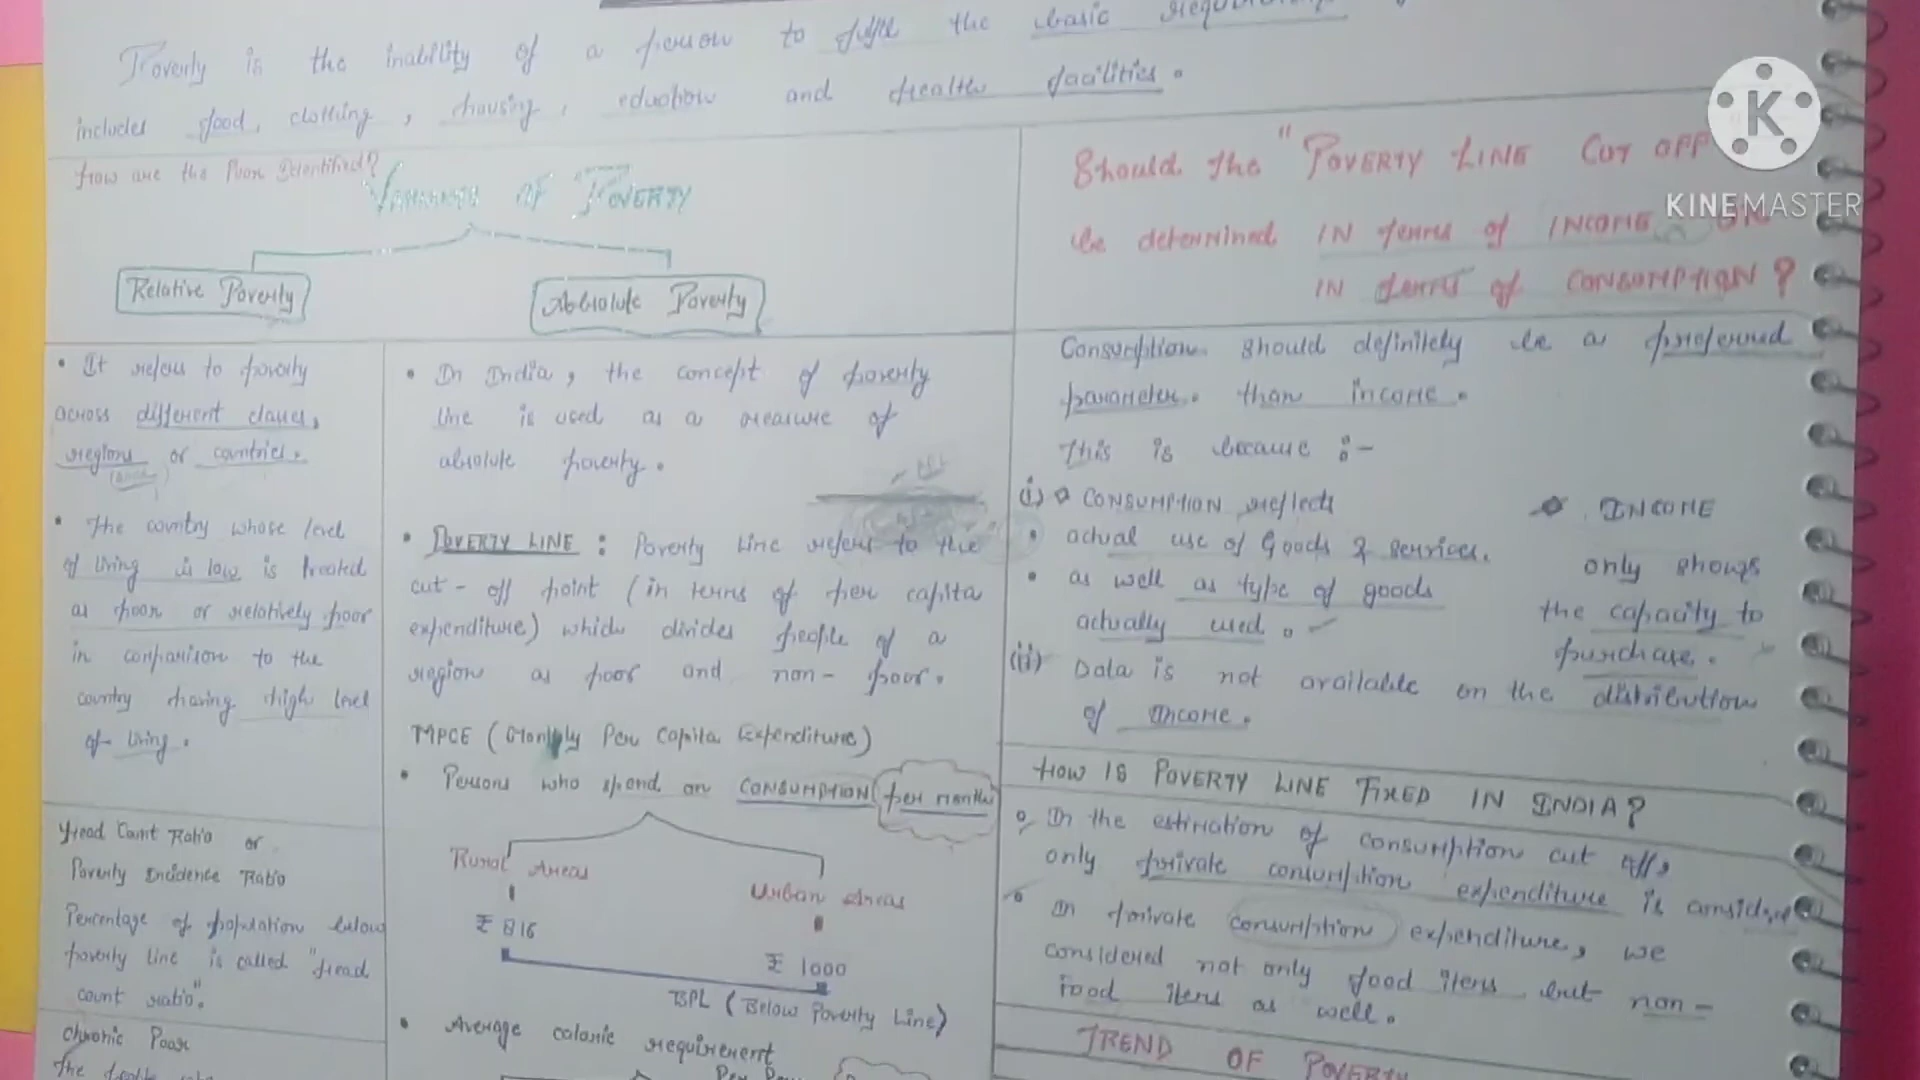 Poverty is the inability of a person to fulfil the basic
includes food, clothing, housing, eduction and Health facilities.
How are the Poor Identified?
VARIANTS OF POVERTY
Relative Poverty
Absolute Poverty
• It refers to poverty
across different classes,
regions or countries.
• The country whose level
of living is low is treated
as poor or relatively poor
in comparison to the
country having high level
of living.
Head Count Ratio or
Poverty Incidence Ratio
Percentage of population below
poverty line is called "Head
count ratio".
Chronic Poor
The people who
• In India, the concept of poverty
line is used as a measure of
absolute poverty.
• POVERTY LINE : Poverty Line refers to the
cut-off point (in terms of per capita
expenditure) which divides people of a
region as poor and non-poor.
MPCE (Monthly Per Capita Expenditure)
• Persons who spend on CONSUMPTION per month
Rural Areas
Urban Areas
₹ 816
₹ 1000
BPL (Below Poverty Line)
• Average caloric requirement
Should the "POVERTY LINE CUT OFF
be determined IN terms of INCOME OR
IN terms of CONSUMPTION?
Consumption should definitely be a preferred
parameter than income.
This is because :-
(i) CONSUMPTION reflects
• actual use of Goods & services.
• as well as type of goods
actually used.
INCOME
only shows
the capacity to
purchase.
(ii) Data is not available on the distribution
of Income.
HOW IS POVERTY LINE FIXED IN INDIA?
• In the estimation of consumption cut off,
only private consumption expenditure is considered
• In private consumption expenditure, we
considered not only food items but non-
Food items as well.
TREND OF POVERTY
K
KINEMASTER